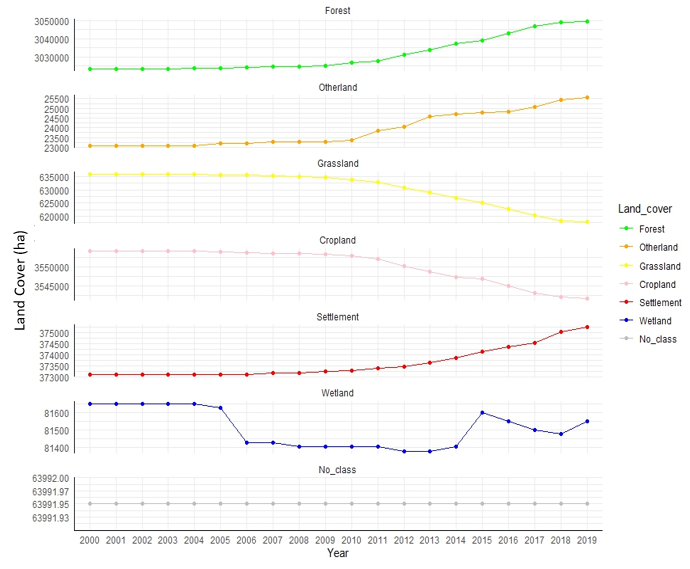 Forest
3050000
3040000
3030000
Otherland
25500
25000
24500
24000
23500
23000
Grassland
635000
630000
625000
620000
Cropland
3550000
3545000
Settlement
375000
374500
374000
373500
373000
Wetland
81600
81500
81400
No_class
63992.00
63991.97
63991.95
63991.93
2000 2001 2002 2003 2004 2005 2006 2007 2008 2009 2010 2011 2012 2013 2014 2015 2016 2017 2018 2019
Year
Land Cover (ha)
Land_cover
Forest
Otherland
Grassland
Cropland
Settlement
Wetland
No_class